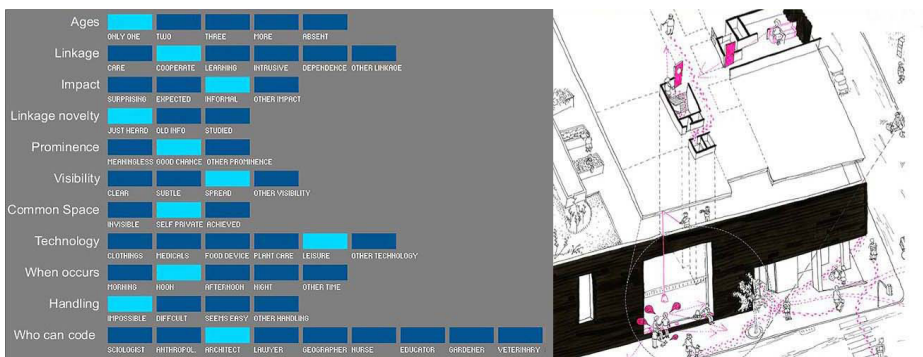 Ages
ONLY ONE TWO THREE MORE ABSENT
Linkage
CARE COOPERATE LEARNING INTRUSIVE DEPENDENCE OTHER LINKAGE
Impact
SURPRISING EXPECTED INFORMAL OTHER IMPACT
Linkage novelty
JUST HEARD OLD INFO STUDIED
Prominence
MEANINGLESS GOOD CHANCE OTHER PROMINENCE
Visibility
CLEAR SUBTLE SPREAD OTHER VISIBILITY
Common Space
INVISIBLE SELF PRIVATE ACHIEVED
Technology
CLOTHINGS MEDICALS FOOD DEVICE PLANT CARE LEISURE OTHER TECHNOLOGY
When occurs
MORNING NOON AFTERNOON NIGHT OTHER TIME
Handling
IMPOSSIBLE DIFFCULT SEEMS EASY OTHER HANDLING
Who can code
SCIOLOGIST ANTHROPOL. ARCHITECT LAWYER GEOGRAPHER NURSE EDUCATOR GARDENER VETERINARY